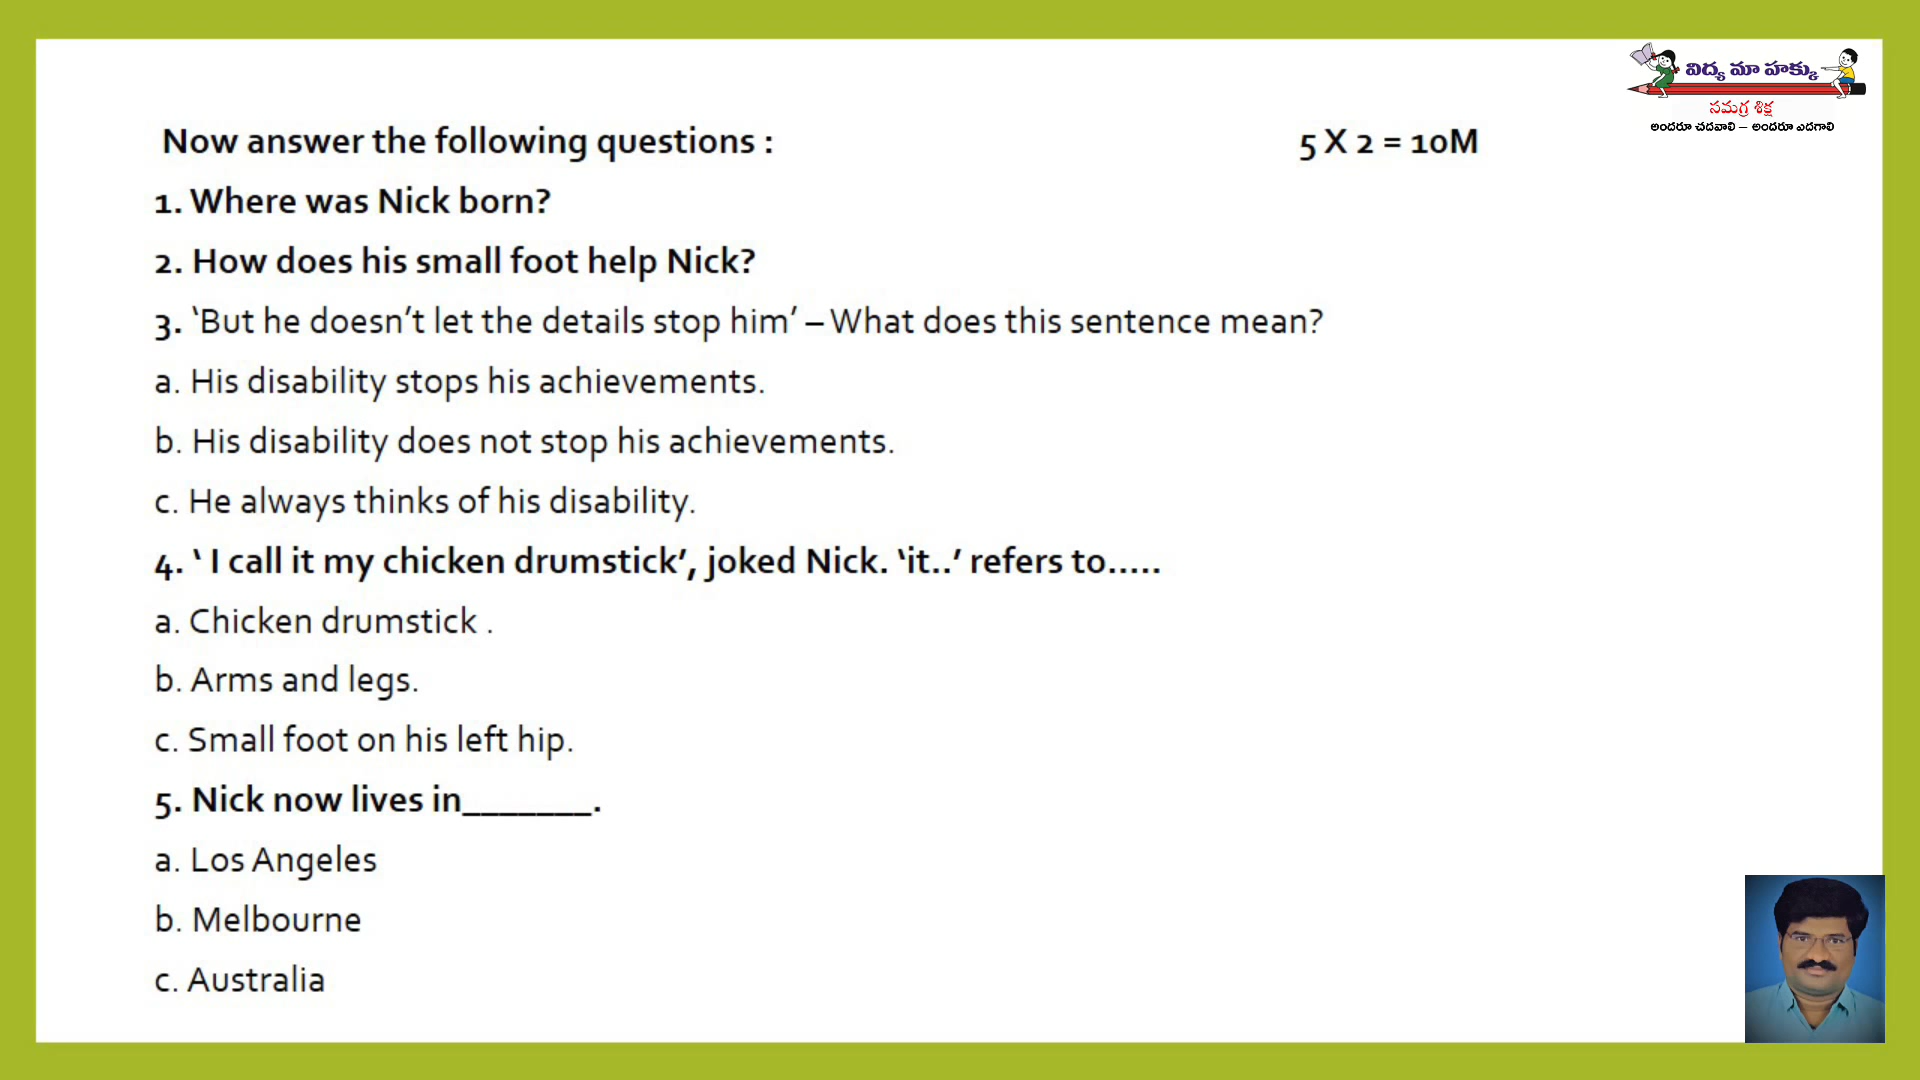 విద్య మా హక్కు
సమగ్ర శిక్ష
అందరూ చదవాలి – అందరూ ఎదగాలి
Now answer the following questions : 5 X 2 = 10M
1. Where was Nick born?
2. How does his small foot help Nick?
3. ‘But he doesn’t let the details stop him’ – What does this sentence mean?
a. His disability stops his achievements.
b. His disability does not stop his achievements.
c. He always thinks of his disability.
4. ‘ I call it my chicken drumstick’, joked Nick. ‘it..’ refers to.....
a. Chicken drumstick .
b. Arms and legs.
c. Small foot on his left hip.
5. Nick now lives in_______.
a. Los Angeles
b. Melbourne
c. Australia